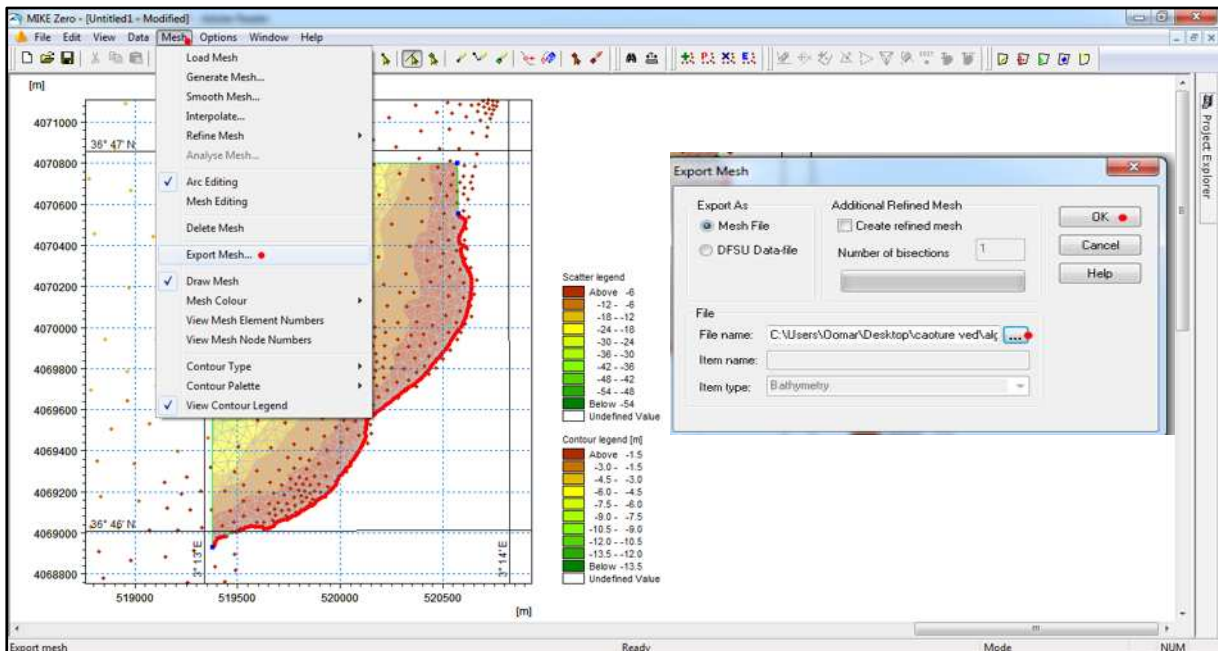 MIKE Zero - [Untitled1 - Modified]
File Edit View Data Mesh Options Window Help
Load Mesh
Generate Mesh...
Smooth Mesh...
Interpolate...
Refine Mesh
Analyse Mesh...
Arc Editing
Mesh Editing
Delete Mesh
Export Mesh...
Draw Mesh
Mesh Colour
View Mesh Element Numbers
View Mesh Node Numbers
Contour Type
Contour Palette
View Contour Legend
[m]
4071000
4070800
4070600
4070400
4070200
4070000
4069800
4069600
4069400
4069200
4069000
4068800
36° 47' N
36° 46' N
3° 13' E
3° 14' E
519000 519500 520000 520500
[m]
Scatter legend
Above -6
-12 - -6
-18 - -12
-24 - -18
-30 - -24
-36 - -30
-42 - -36
-48 - -42
-54 - -48
Below -54
Undefined Value
Contour legend [m]
Above -1.5
-3.0 - -1.5
-4.5 - -3.0
-6.0 - -4.5
-7.5 - -6.0
-9.0 - -7.5
-10.5 - -9.0
-12.0 - -10.5
-13.5 - -12.0
Below -13.5
Undefined Value
Export Mesh
Export As
Mesh File
DFSU Data-file
Additional Refined Mesh
Create refined mesh
Number of bisections 1
OK
Cancel
Help
File
File name: C:\Users\Oomar\Desktop\caoture ved\alg ...
Item name:
Item type: Bathymetry
Project Explorer
Export mesh Ready Mode NUM